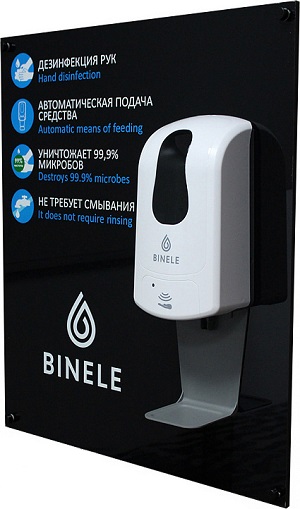 ДЕЗИНФЕКЦИЯ РУК
Hand disinfection
АВТОМАТИЧЕСКАЯ ПОДАЧА
СРЕДСТВА
Automatic means of feeding
УНИЧТОЖАЕТ 99,9%
МИКРОБОВ
Destroys 99.9% microbes
НЕ ТРЕБУЕТ СМЫВАНИЯ
It does not require rinsing
BINELE
BINELE